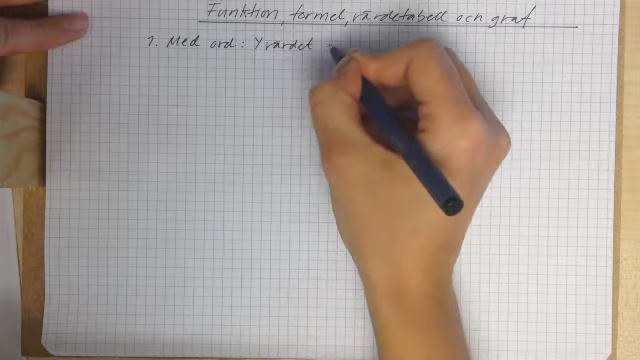 Funktion, formel, värdetabell och graf
1. Med ord: Y värdet